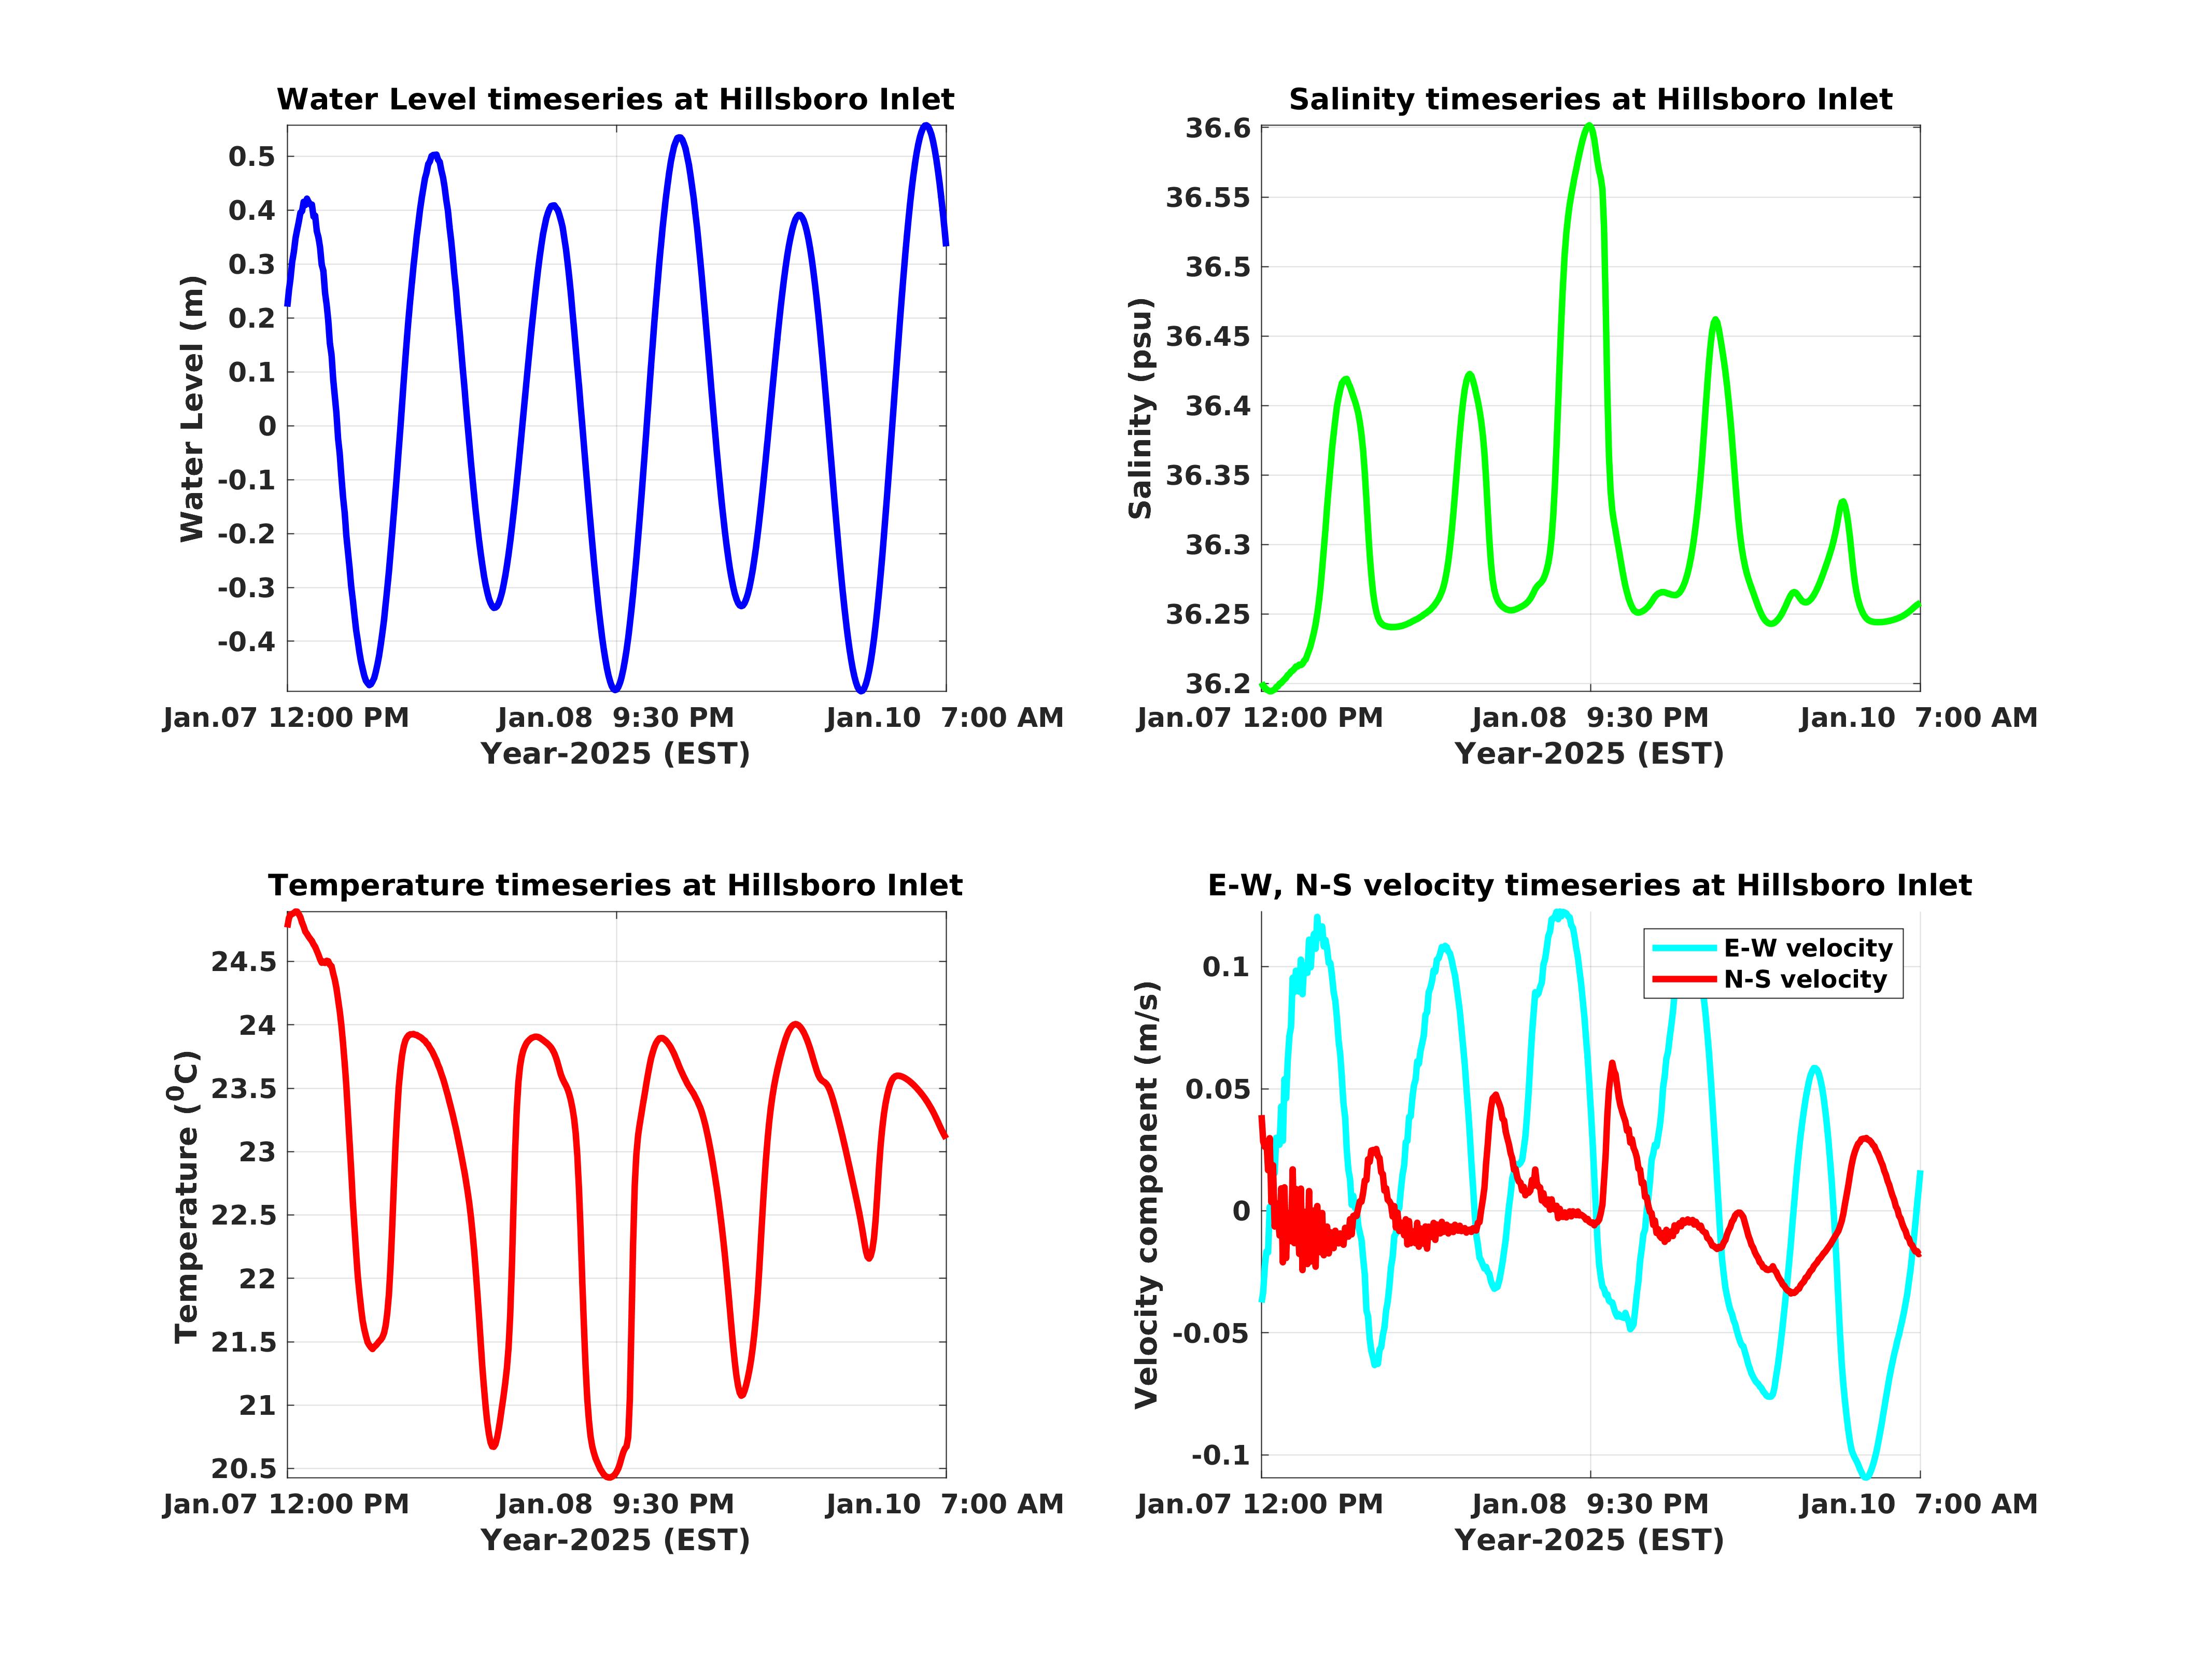 Water Level timeseries at Hillsboro Inlet
Water Level (m)
0.5
0.4
0.3
0.2
0.1
0
-0.1
-0.2
-0.3
-0.4
Jan.07 12:00 PM
Jan.08 9:30 PM
Jan.10 7:00 AM
Year-2025 (EST)
Salinity timeseries at Hillsboro Inlet
Salinity (psu)
36.6
36.55
36.5
36.45
36.4
36.35
36.3
36.25
36.2
Jan.07 12:00 PM
Jan.08 9:30 PM
Jan.10 7:00 AM
Year-2025 (EST)
Temperature timeseries at Hillsboro Inlet
Temperature (⁰C)
24.5
24
23.5
23
22.5
22
21.5
21
20.5
Jan.07 12:00 PM
Jan.08 9:30 PM
Jan.10 7:00 AM
Year-2025 (EST)
E-W, N-S velocity timeseries at Hillsboro Inlet
Velocity component (m/s)
0.1
0.05
0
-0.05
-0.1
E-W velocity
N-S velocity
Jan.07 12:00 PM
Jan.08 9:30 PM
Jan.10 7:00 AM
Year-2025 (EST)